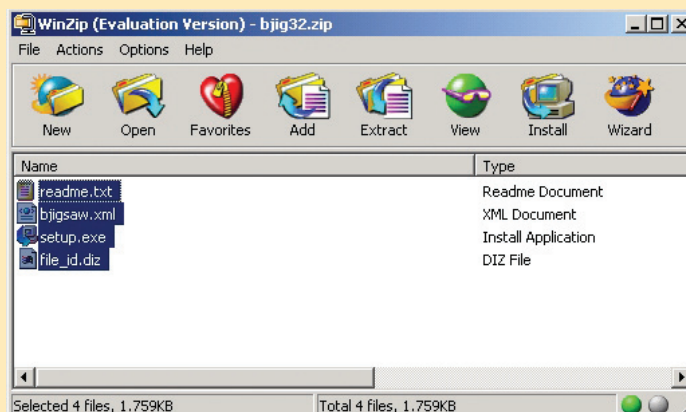 WinZip (Evaluation Version) - bjig32.zip
File Actions Options Help
New Open Favorites Add Extract View Install Wizard
Name Type
readme.txt Readme Document
bjigsaw.xml XML Document
setup.exe Install Application
file_id.diz DIZ File
Selected 4 files, 1.759KB Total 4 files, 1.759KB